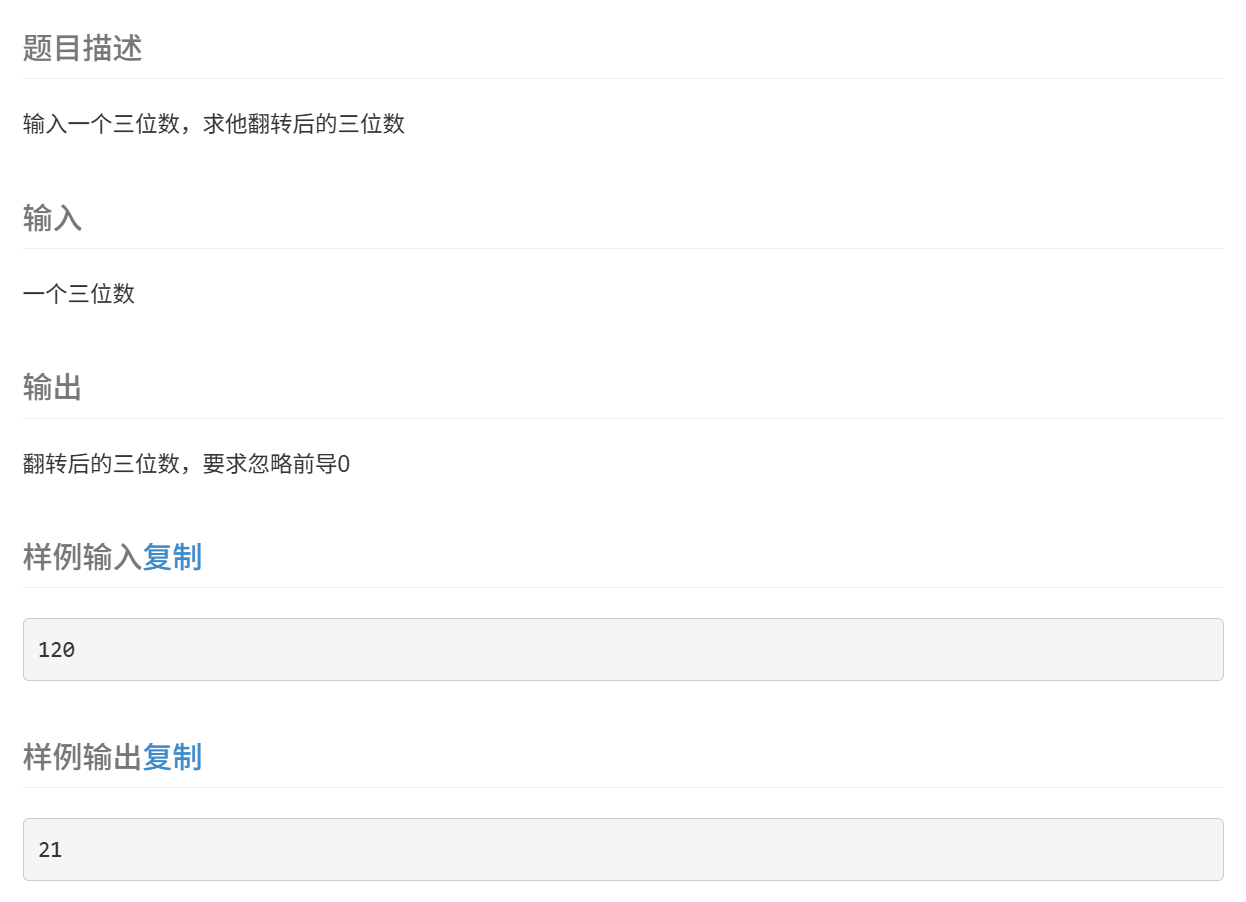 题目描述
输入一个三位数，求他翻转后的三位数
输入
一个三位数
输出
翻转后的三位数，要求忽略前导0
样例输入复制
120
样例输出复制
21